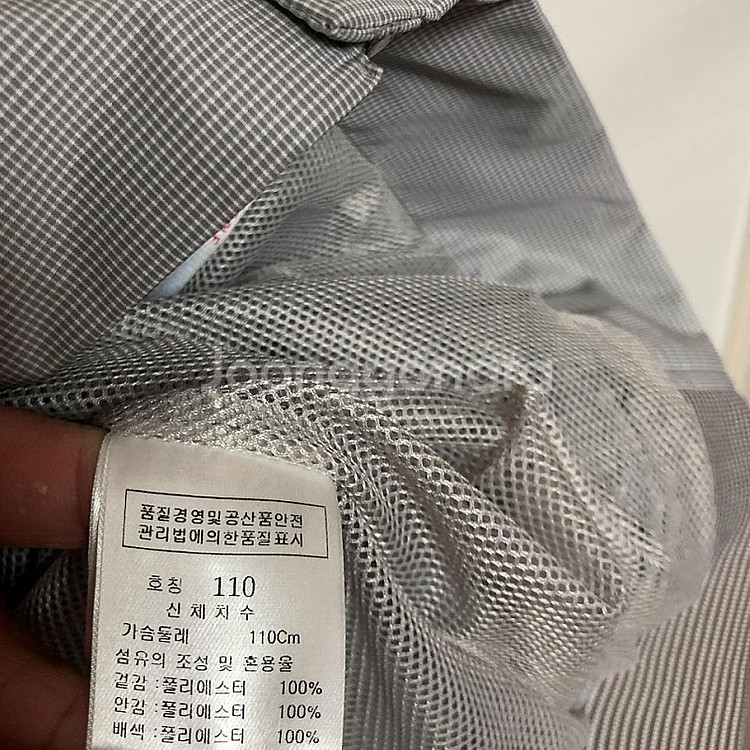 Joonggonara
품질경영및공산품안전
관리법에의한품질표시
호칭 110
신체치수
가슴둘레 110Cm
섬유의 조성 및 혼용율
겉감 :폴리에스터 100%
안감 :폴리에스터 100%
배색 :폴리에스터 100%